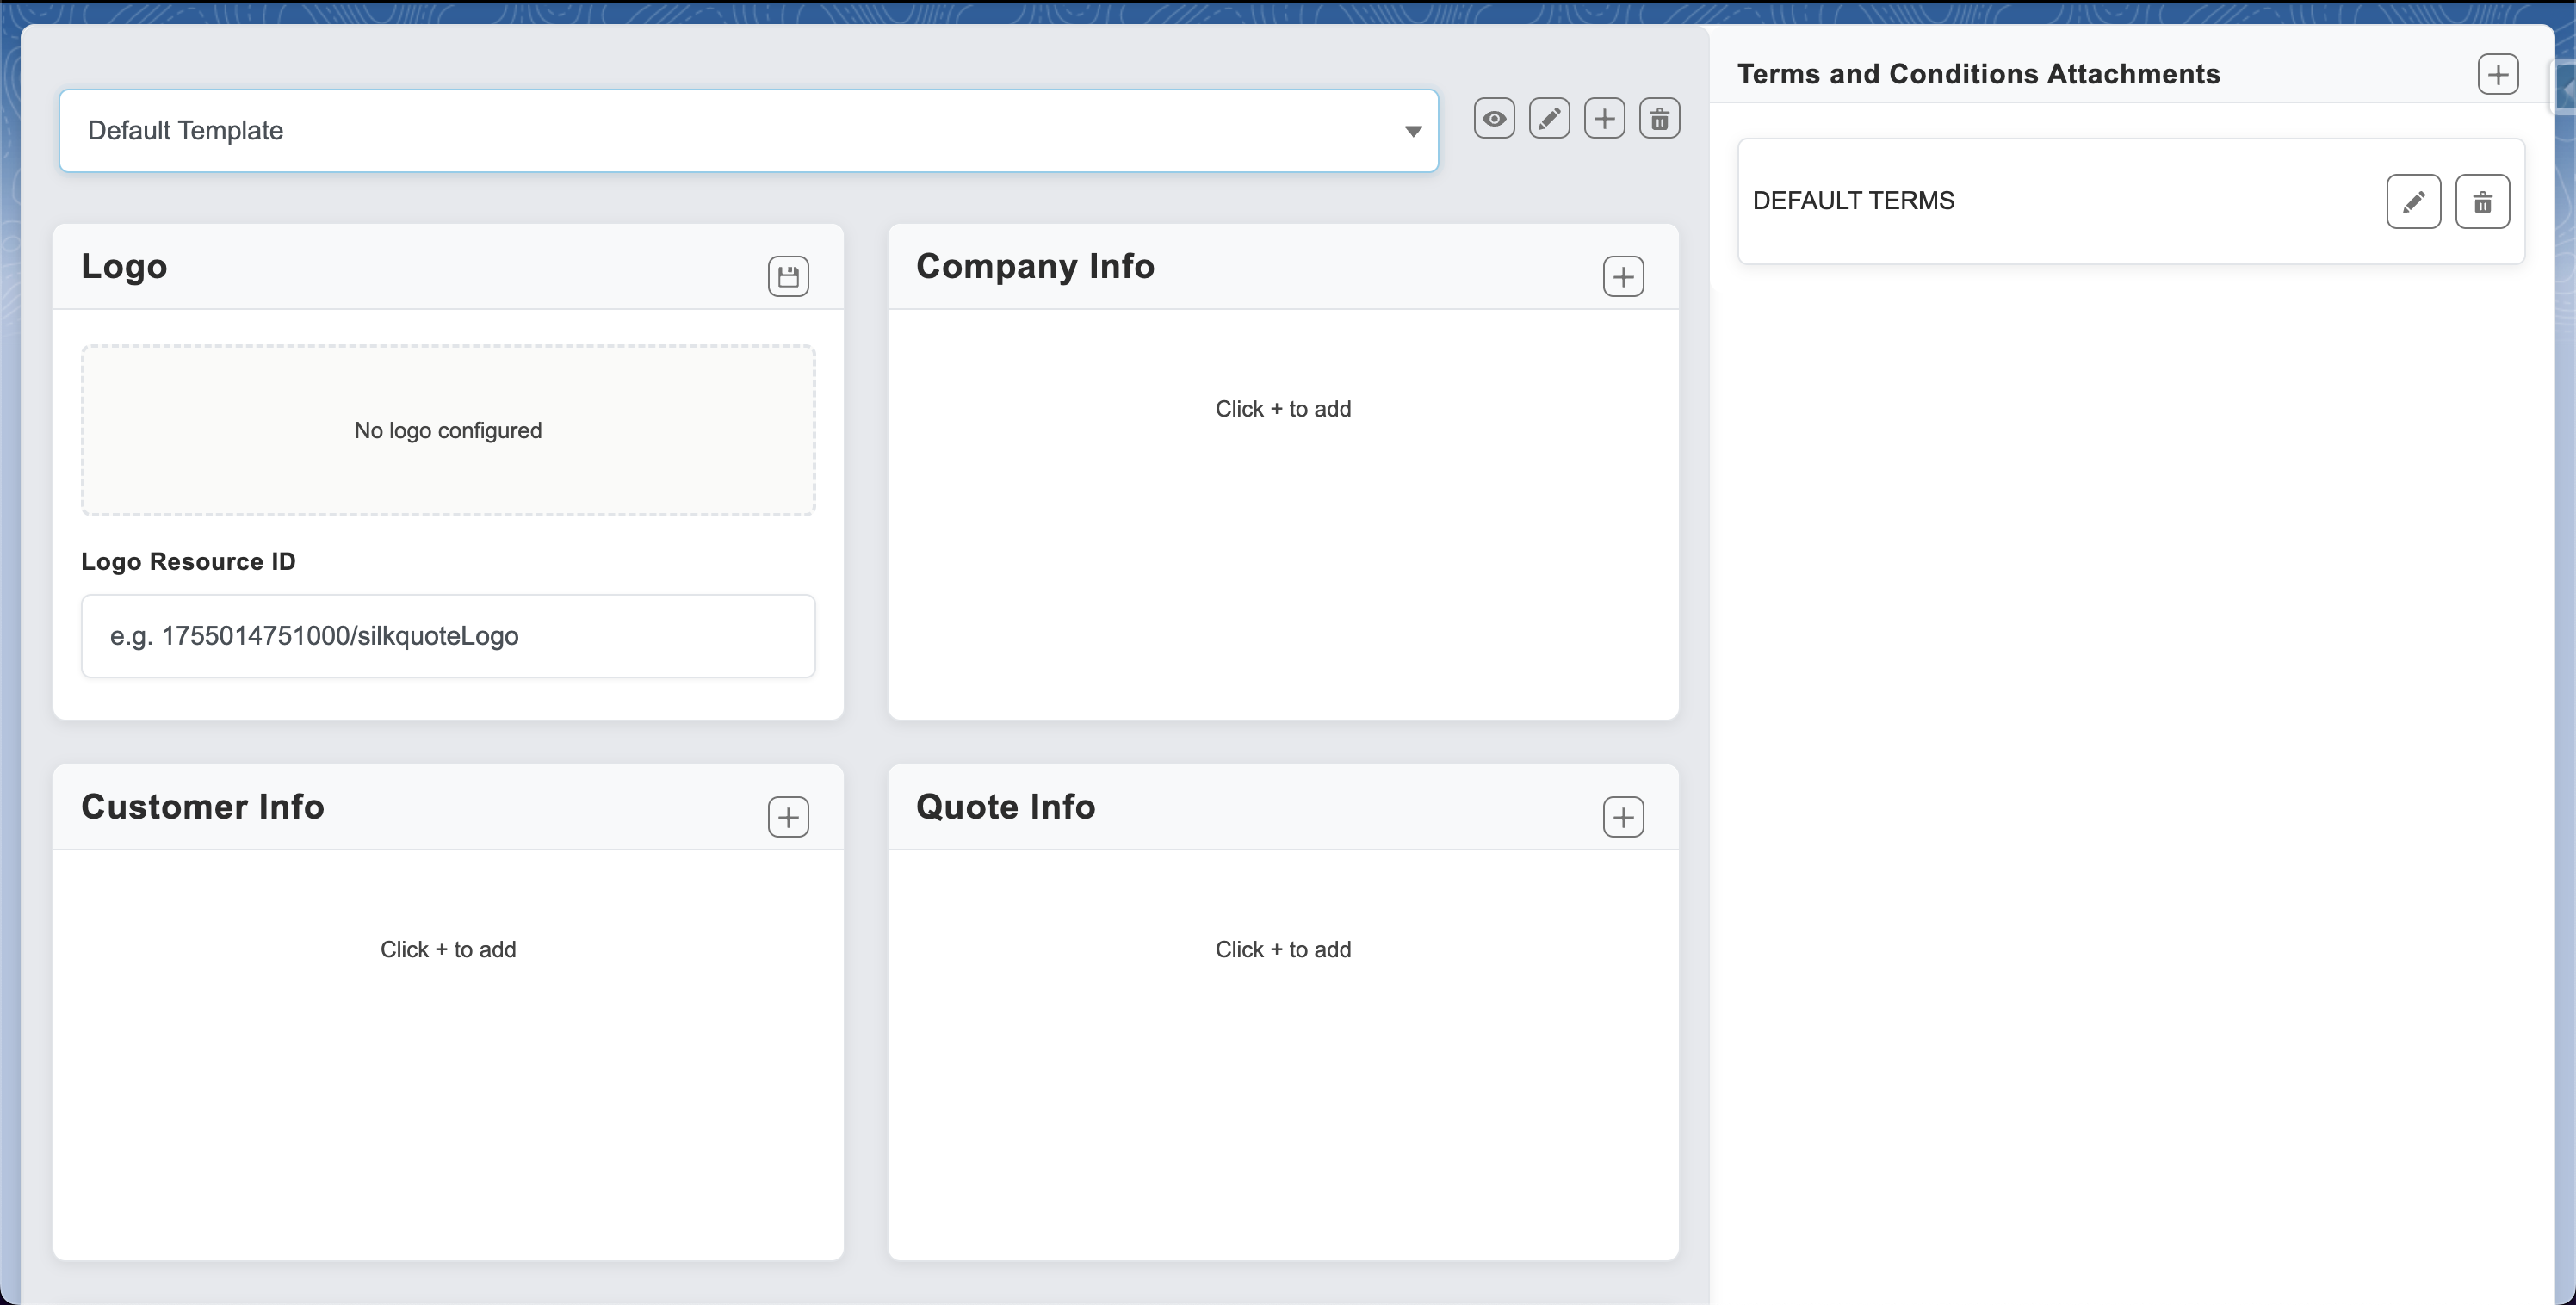 Default Template
Terms and Conditions Attachments
DEFAULT TERMS
Logo
No logo configured
Logo Resource ID
e.g. 1755014751000/silkquoteLogo
Company Info
Click + to add
Customer Info
Click + to add
Quote Info
Click + to add